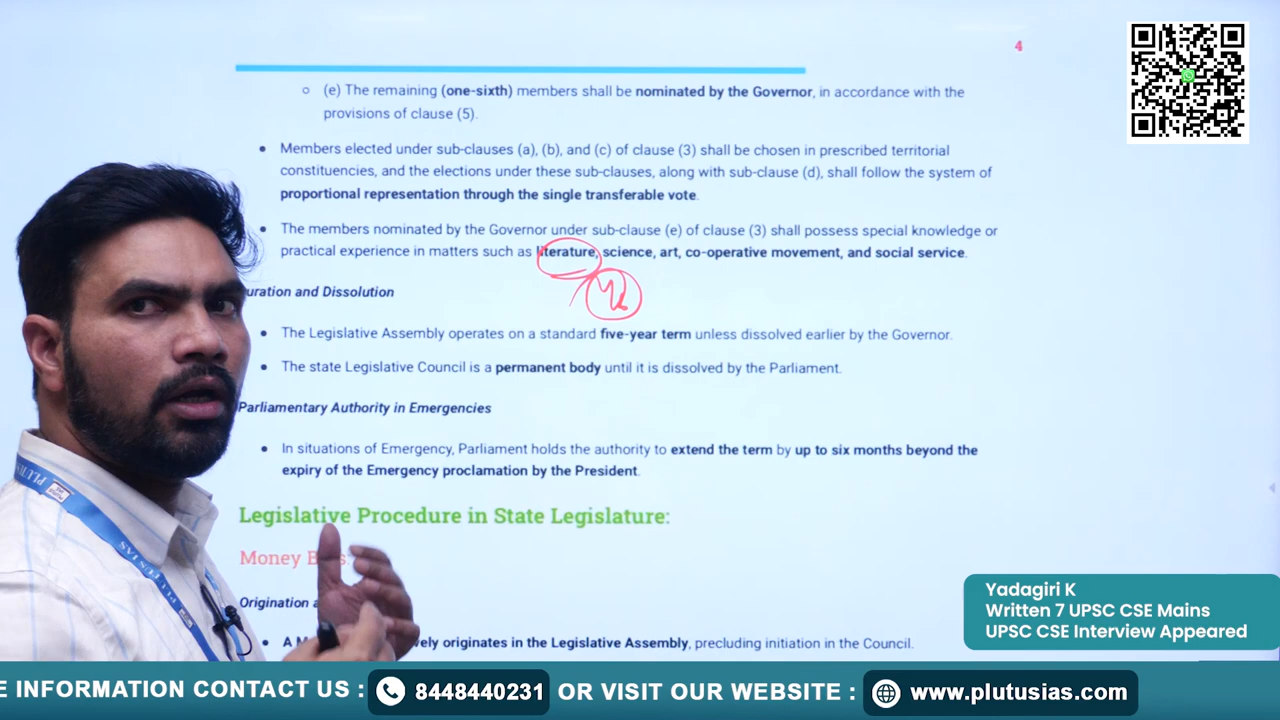 4
(e) The remaining (one-sixth) members shall be nominated by the Governor, in accordance with the
provisions of clause (5).
Members elected under sub-clauses (a), (b), and (c) of clause (3) shall be chosen in prescribed territorial
constituencies, and the elections under these sub-clauses, along with sub-clause (d), shall follow the system of
proportional representation through the single transferable vote.
The members nominated by the Governor under sub-clause (e) of clause (3) shall possess special knowledge or
practical experience in matters such as literature, science, art, co-operative movement, and social service.
uration and Dissolution
The Legislative Assembly operates on a standard five-year term unless dissolved earlier by the Governor.
The state Legislative Council is a permanent body until it is dissolved by the Parliament.
Parliamentary Authority in Emergencies
In situations of Emergency, Parliament holds the authority to extend the term by up to six months beyond the
expiry of the Emergency proclamation by the President.
Legislative Procedure in State Legislature:
Money B s:
Origination a
A M vely originates in the Legislative Assembly, precluding initiation in the Council.
PLUTUS
PLUTUS IAS
Yadagiri K
Written 7 UPSC CSE Mains
UPSC CSE Interview Appeared
E INFORMATION CONTACT US : 8448440231 OR VISIT OUR WEBSITE : www.plutusias.com